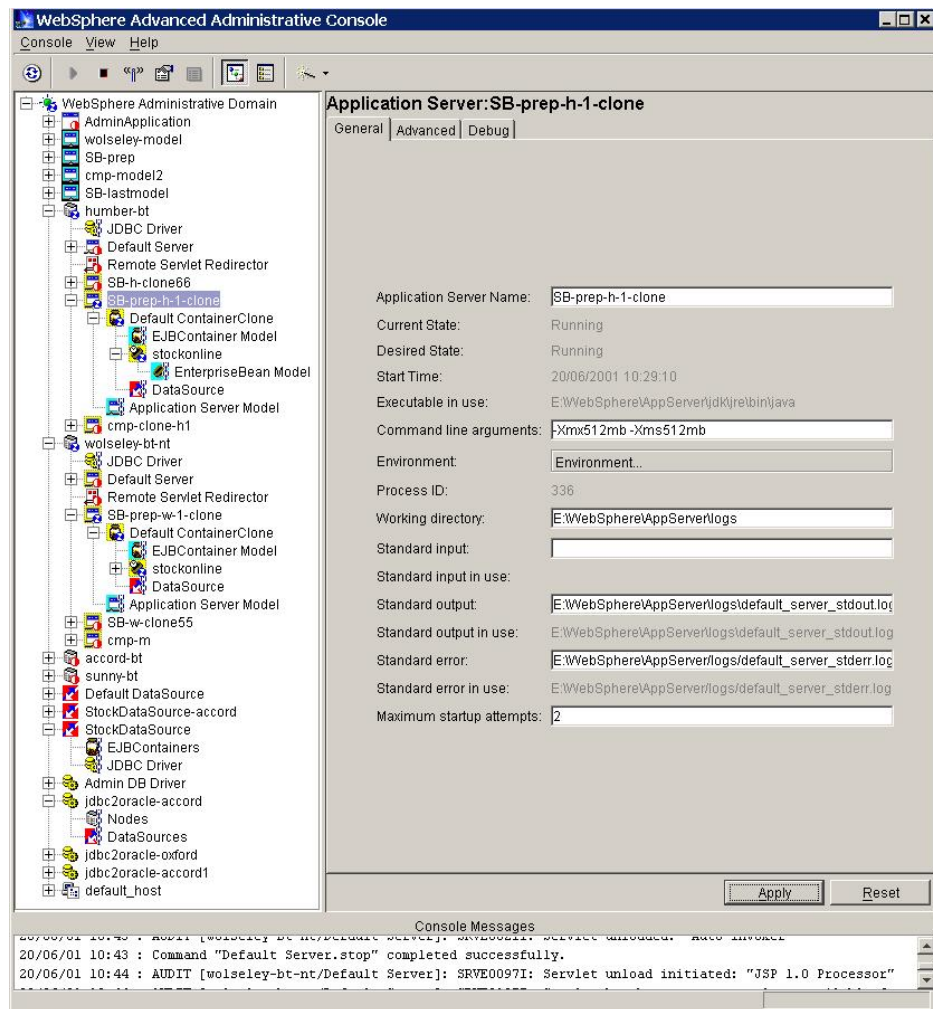 WebSphere Advanced Administrative Console
Console View Help
WebSphere Administrative Domain
AdminApplication
wolseley-model
SB-prep
cmp-model2
SB-lastmodel
humber-bt
JDBC Driver
Default Server
Remote Servlet Redirector
SB-h-clone66
SB-prep-h-1-clone
Default ContainerClone
EJBContainer Model
stockonline
EnterpriseBean Model
DataSource
Application Server Model
cmp-clone-h1
wolseley-bt-nt
JDBC Driver
Default Server
Remote Servlet Redirector
SB-prep-w-1-clone
Default ContainerClone
EJBContainer Model
stockonline
DataSource
Application Server Model
SB-w-clone55
cmp-m
accord-bt
sunny-bt
Default DataSource
StockDataSource-accord
StockDataSource
EJBContainers
JDBC Driver
Admin DB Driver
jdbc2oracle-accord
Nodes
DataSources
jdbc2oracle-oxford
jdbc2oracle-accord1
default_host
Application Server:SB-prep-h-1-clone
General Advanced Debug
Application Server Name: SB-prep-h-1-clone
Current State: Running
Desired State: Running
Start Time: 20/06/2001 10:29:10
Executable in use: E:\WebSphere\AppServer\jdk\jre\bin\java
Command line arguments: -Xmx512mb -Xms512mb
Environment: Environment...
Process ID: 336
Working directory: E:\WebSphere\AppServer\logs
Standard input:
Standard input in use:
Standard output: E:\WebSphere\AppServer\logs\default_server_stdout.log
Standard output in use: E:\WebSphere\AppServer\logs\default_server_stdout.log
Standard error: E:\WebSphere\AppServer/logs/default_server_stderr.log
Standard error in use: E:\WebSphere\AppServer/logs/default_server_stderr.log
Maximum startup attempts: 2
Apply Reset
Console Messages
20/06/01 10:43 : Command "Default Server.stop" completed successfully.
20/06/01 10:44 : AUDIT [wolseley-bt-nt/Default Server]: SRVE0097I: Servlet unload initiated: "JSP 1.0 Processor"